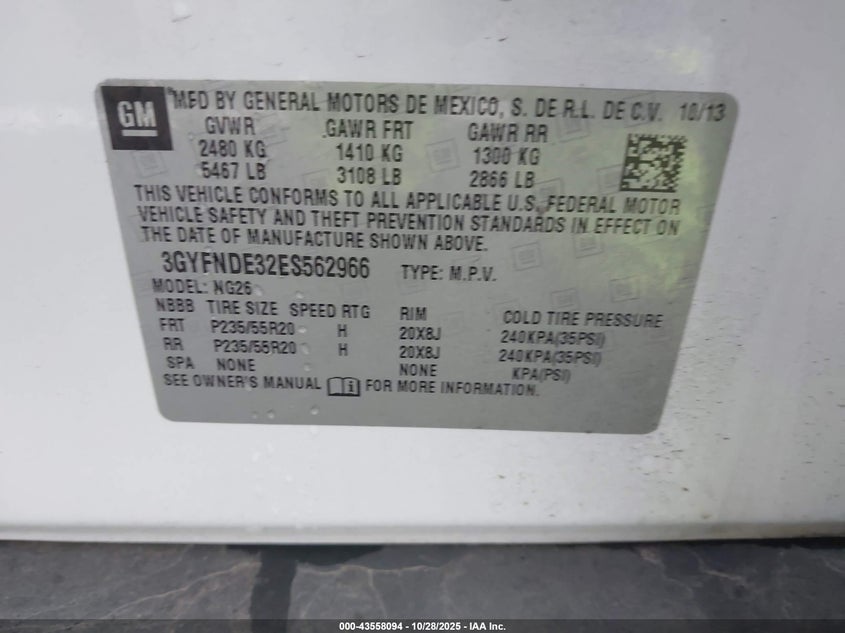 GM
®MFD BY GENERAL MOTORS DE MEXICO, S. DE R.L. DE C.V. 10/13
GVWR GAWR FRT GAWR RR
2480 KG 1410 KG 1300 KG
5467 LB 3108 LB 2866 LB
THIS VEHICLE CONFORMS TO ALL APPLICABLE U.S. FEDERAL MOTOR
VEHICLE SAFETY AND THEFT PREVENTION STANDARDS IN EFFECT ON
THE DATE OF MANUFACTURE SHOWN ABOVE.
3GYFNDE32ES562966 TYPE: M.P.V.
MODEL: NG26
NBBB TIRE SIZE SPEED RTG RIM COLD TIRE PRESSURE
FRT P235/55R20 H 20X8J 240KPA(35PSI)
RR P235/55R20 H 20X8J 240KPA(35PSI)
SPA NONE NONE KPA(PSI)
SEE OWNER'S MANUAL FOR MORE INFORMATION.
000-43558094 - 10/28/2025 - IAA Inc.